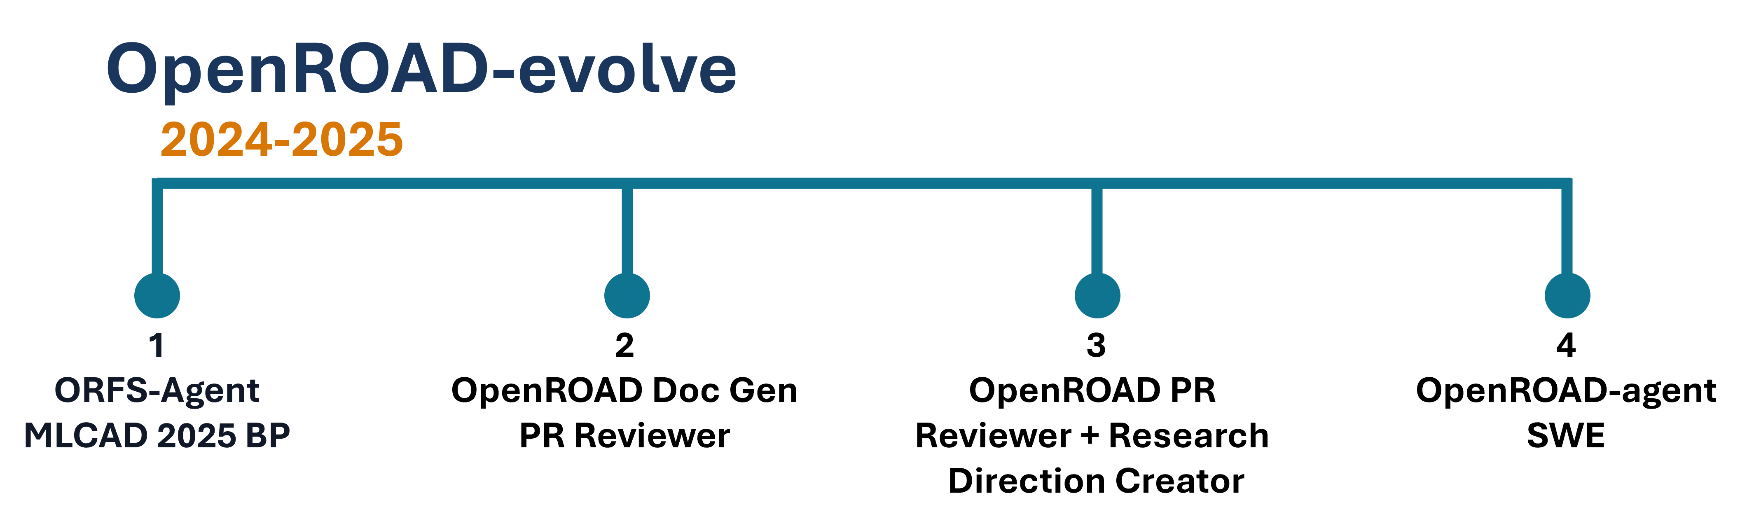 OpenROAD-evolve
2024-2025
1
ORFS-Agent
MLCAD 2025 BP
2
OpenROAD Doc Gen
PR Reviewer
3
OpenROAD PR
Reviewer + Research
Direction Creator
4
OpenROAD-agent
SWE